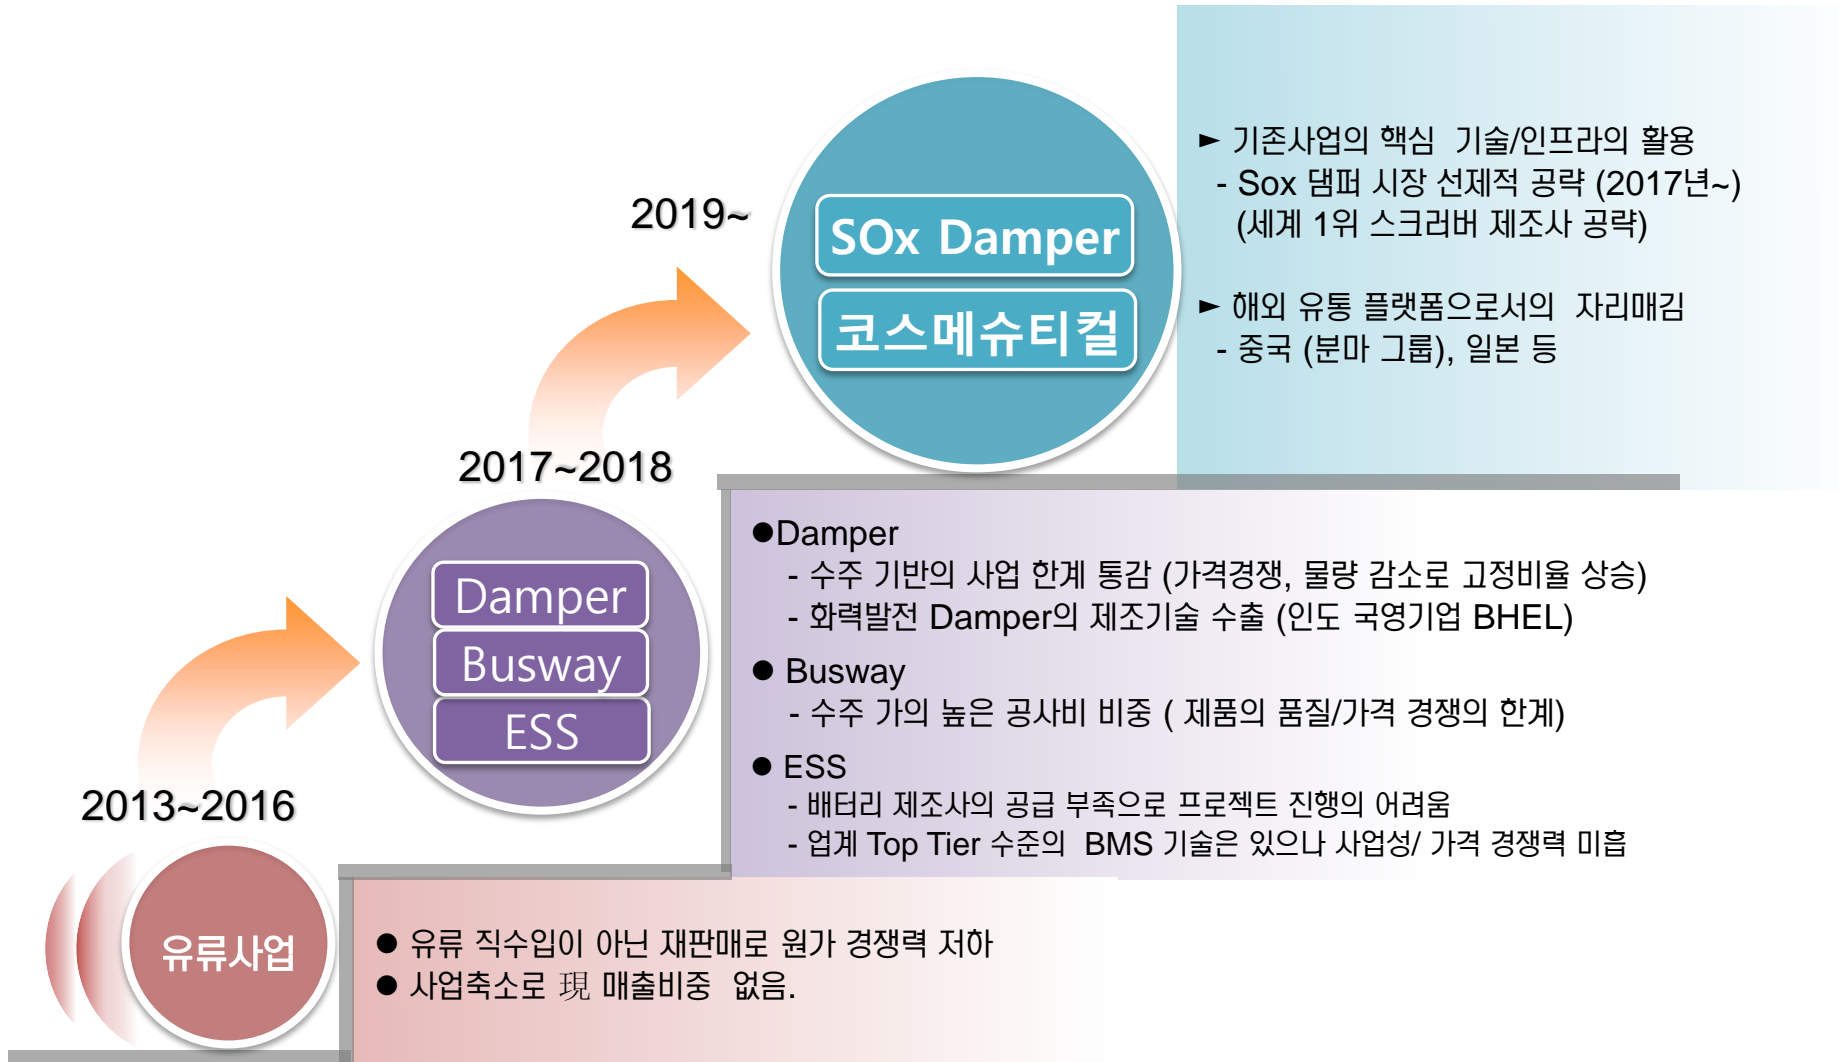 2019~
SOx Damper
코스메슈티컬
► 기존사업의 핵심 기술/인프라의 활용
- Sox 댐퍼 시장 선제적 공략 (2017년~)
(세계 1위 스크러버 제조사 공략)
► 해외 유통 플랫폼으로서의 자리매김
- 중국 (분마 그룹), 일본 등
2017~2018
Damper
Busway
ESS
●Damper
- 수주 기반의 사업 한계 통감 (가격경쟁, 물량 감소로 고정비율 상승)
- 화력발전 Damper의 제조기술 수출 (인도 국영기업 BHEL)
● Busway
- 수주 가의 높은 공사비 비중 ( 제품의 품질/가격 경쟁의 한계)
● ESS
- 배터리 제조사의 공급 부족으로 프로젝트 진행의 어려움
- 업계 Top Tier 수준의 BMS 기술은 있으나 사업성/ 가격 경쟁력 미흡
2013~2016
유류사업
● 유류 직수입이 아닌 재판매로 원가 경쟁력 저하
● 사업축소로 現 매출비중 없음.